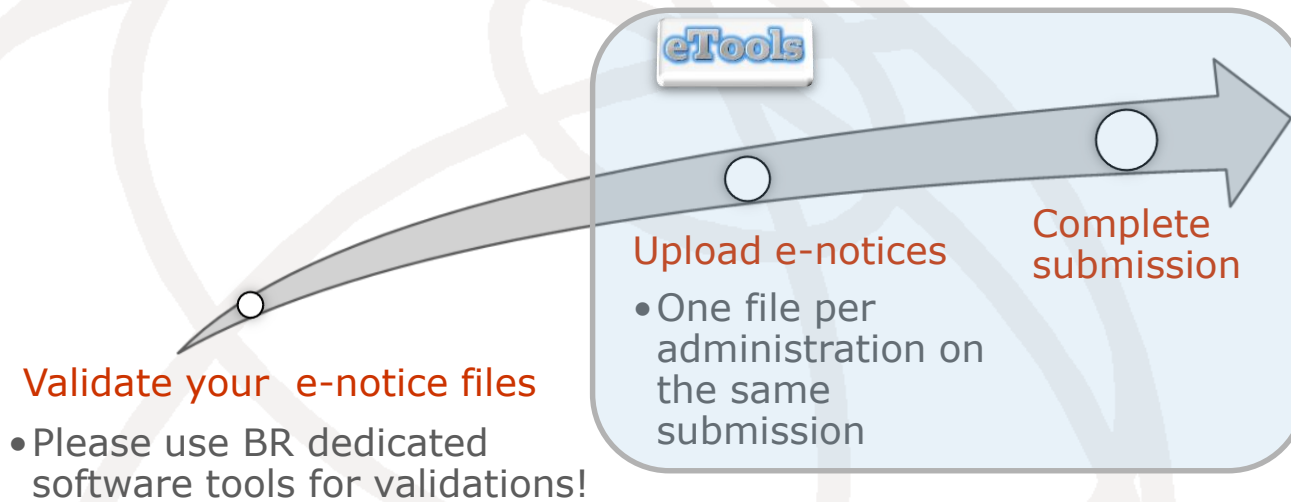 eTools
Validate your  e-notice files
•Please use BR dedicated
software tools for validations!
Upload e-notices
•One file per
administration on
the same
submission
Complete
submission